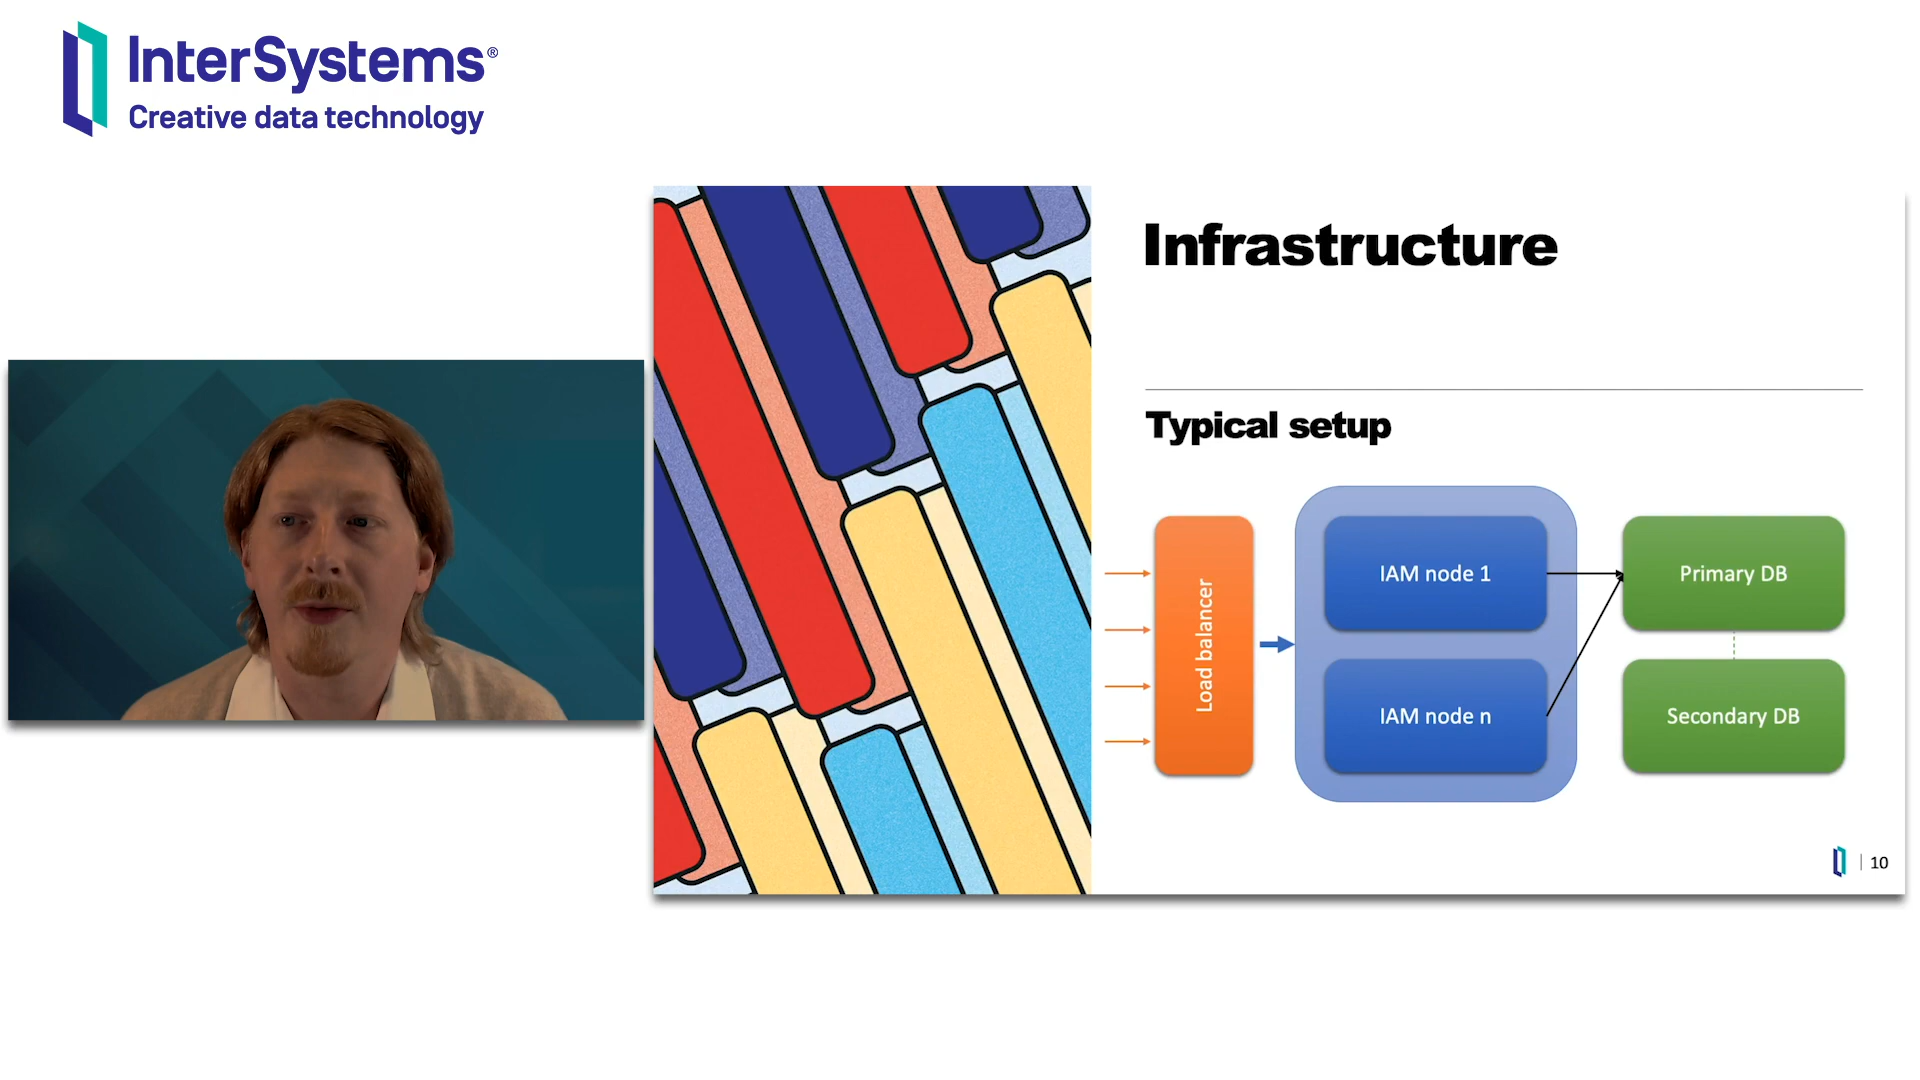 InterSystems®
Creative data technology
Infrastructure
Typical setup
Load balancer
IAM node 1
IAM node n
Primary DB
Secondary DB
10